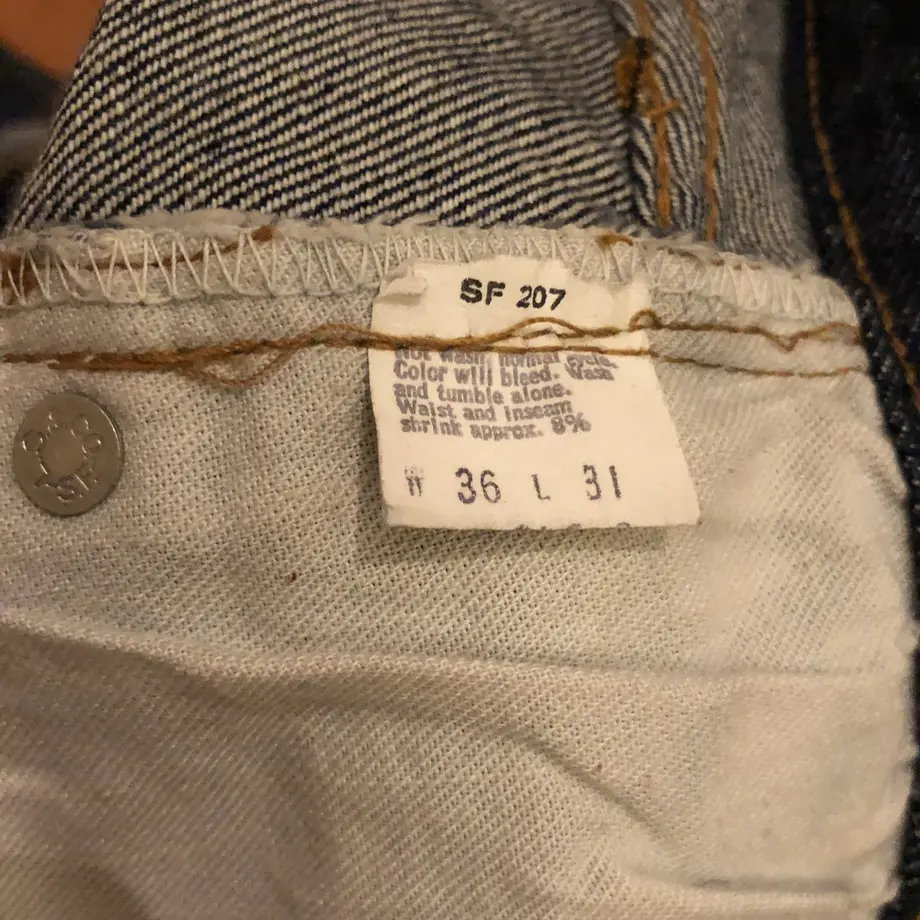 SF 207
Hot wash, normal cycle.
Color will bleed. Wash
and tumble alone.
Waist and inseam
shrink approx. 8%
W 36 L 31